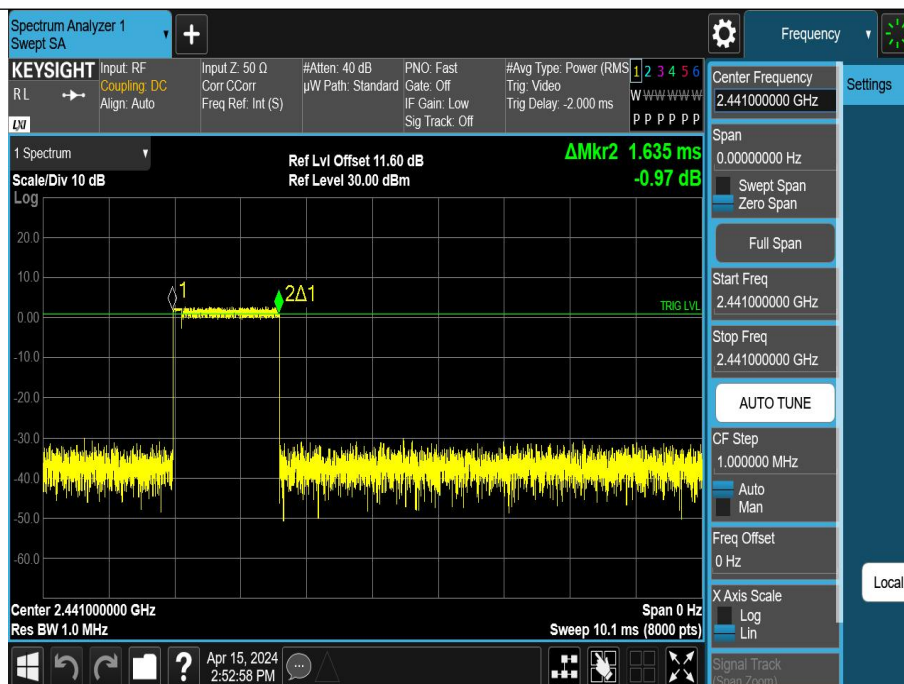 Spectrum Analyzer 1
Swept SA
Frequency
KEYSIGHT
R L
LXI
Input: RF
Coupling: DC
Align: Auto
Input Z: 50 Ω
Corr CCorr
Freq Ref: Int (S)
#Atten: 40 dB
µW Path: Standard
PNO: Fast
Gate: Off
IF Gain: Low
Sig Track: Off
#Avg Type: Power (RMS
Trig: Video
Trig Delay: -2.000 ms
1 2 3 4 5 6
W W W W W W
P P P P P P
1 Spectrum
Scale/Div 10 dB
Log
Ref Lvl Offset 11.60 dB
Ref Level 30.00 dBm
ΔMkr2 1.635 ms
-0.97 dB
20.0
10.0
0.00
-10.0
-20.0
-30.0
-40.0
-50.0
-60.0
1
2Δ1
TRIG LVL
Center 2.441000000 GHz
Res BW 1.0 MHz
Span 0 Hz
Sweep 10.1 ms (8000 pts)
Center Frequency
2.441000000 GHz
Settings
Span
0.00000000 Hz
Swept Span
Zero Span
Full Span
Start Freq
2.441000000 GHz
Stop Freq
2.441000000 GHz
AUTO TUNE
CF Step
1.000000 MHz
Auto
Man
Freq Offset
0 Hz
Local
X Axis Scale
Log
Lin
Signal Track
(Span Zoom)
?
Apr 15, 2024
2:52:58 PM